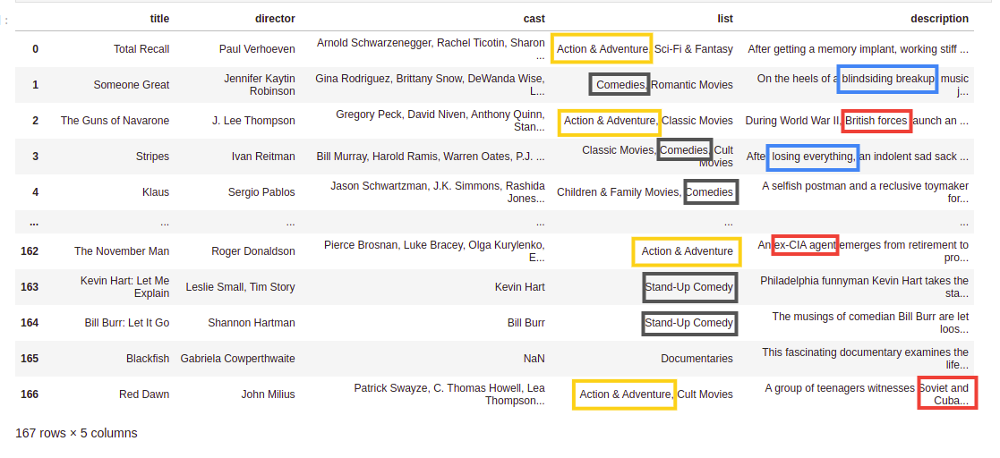 title director cast list description
0 Total Recall Paul Verhoeven Arnold Schwarzenegger, Rachel Ticotin, Sharon ... Action & Adventure, Sci-Fi & Fantasy After getting a memory implant, working stiff ...
1 Someone Great Jennifer Kaytin Robinson Gina Rodriguez, Brittany Snow, DeWanda Wise, L... Comedies, Romantic Movies On the heels of a blindsiding breakup, music j...
2 The Guns of Navarone J. Lee Thompson Gregory Peck, David Niven, Anthony Quinn, Stan... Action & Adventure, Classic Movies During World War II, British forces launch an ...
3 Stripes Ivan Reitman Bill Murray, Harold Ramis, Warren Oates, P.J. ... Classic Movies, Comedies, Cult Movies After losing everything, an indolent sad sack ...
4 Klaus Sergio Pablos Jason Schwartzman, J.K. Simmons, Rashida Jones... Children & Family Movies, Comedies A selfish postman and a reclusive toymaker for...
... ... ... ... ... ...
162 The November Man Roger Donaldson Pierce Brosnan, Luke Bracey, Olga Kurylenko, E... Action & Adventure An ex-CIA agent emerges from retirement to pro...
163 Kevin Hart: Let Me Explain Leslie Small, Tim Story Kevin Hart Stand-Up Comedy Philadelphia funnyman Kevin Hart takes the sta...
164 Bill Burr: Let It Go Shannon Hartman Bill Burr Stand-Up Comedy The musings of comedian Bill Burr are let loos...
165 Blackfish Gabriela Cowperthwaite NaN Documentaries This fascinating documentary examines the life...
166 Red Dawn John Milius Patrick Swayze, C. Thomas Howell, Lea Thompson... Action & Adventure, Cult Movies A group of teenagers witnesses Soviet and Cuba...
167 rows × 5 columns